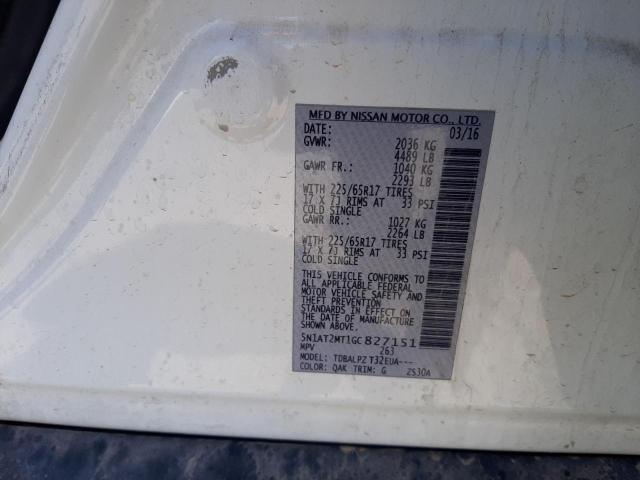 MFD BY NISSAN MOTOR CO., LTD.
DATE: 03/16
GVWR: 2036 KG
4489 LB
GAWR FR.: 1040 KG
2293 LB
WITH 225/65R17 TIRES
17 X 7J RIMS AT 33 PSI
COLD SINGLE
GAWR RR.: 1027 KG
2264 LB
WITH 225/65R17 TIRES
17 X 7J RIMS AT 33 PSI
COLD SINGLE
THIS VEHICLE CONFORMS TO
ALL APPLICABLE FEDERAL
MOTOR VEHICLE SAFETY AND
THEFT PREVENTION
STANDARDS IN EFFECT ON
THE DATE OF MANUFACTURE
SHOWN ABOVE.
5N1AT2MT1GC 827151
MPV 263
MODEL: TDBALPZ T32EUA---
COLOR: QAK TRIM: G ZS30A